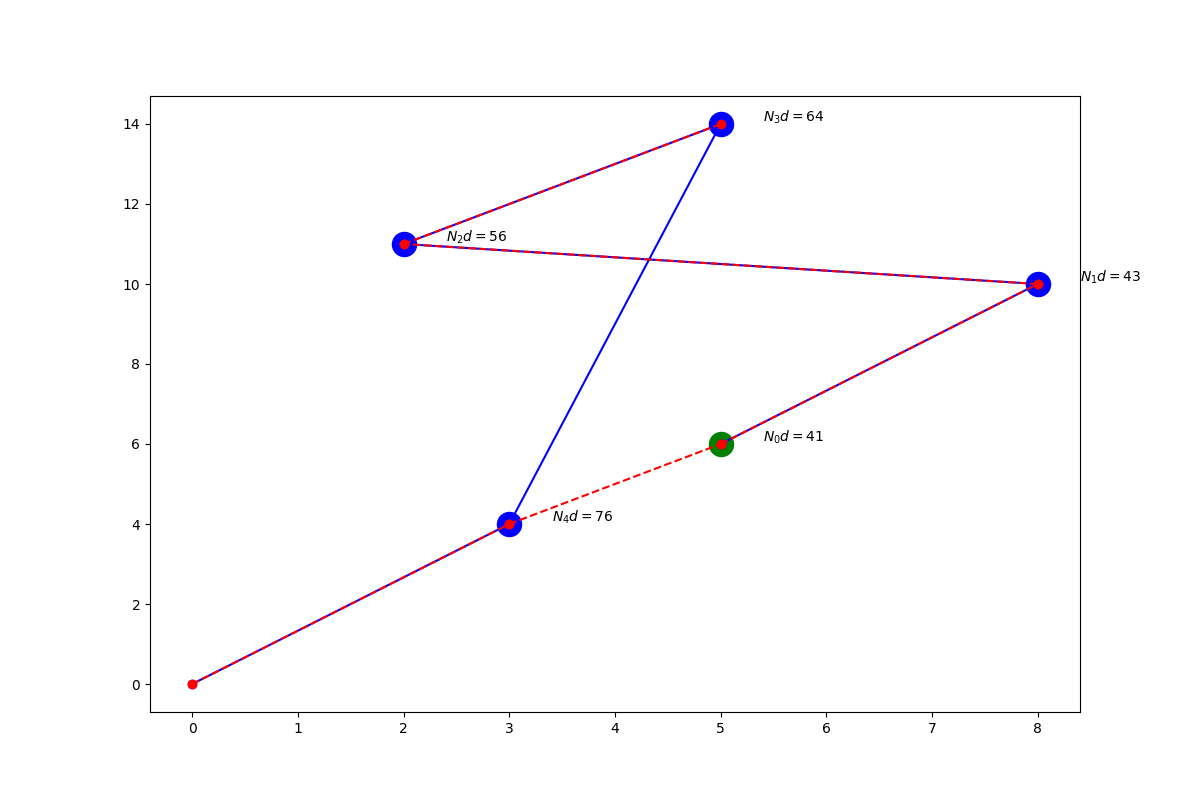 14
12
10
8
6
4
2
0
0 1 2 3 4 5 6 7 8
N₃d = 64
N₂d = 56
N₁d = 43
N₀d = 41
N₄d = 76